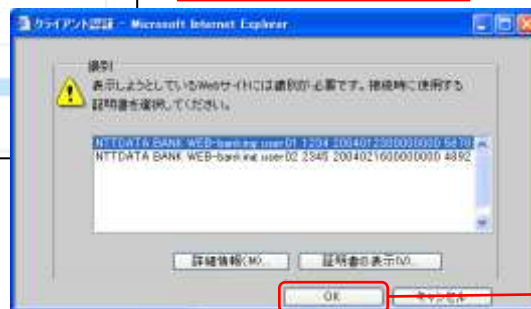 クライアント認証 - Microsoft Internet Explorer
識別
表示しようとしているWebサイトには識別が必要です。接続時に使用する
証明書を選択してください。
NTTDATA BANK WEB-banking user01 1234 20040123000000000 5678
NTTDATA BANK WEB-banking user02 2345 20040216000000000 4892
詳細情報(M)...
証明書の表示(V)...
OK
キャンセル